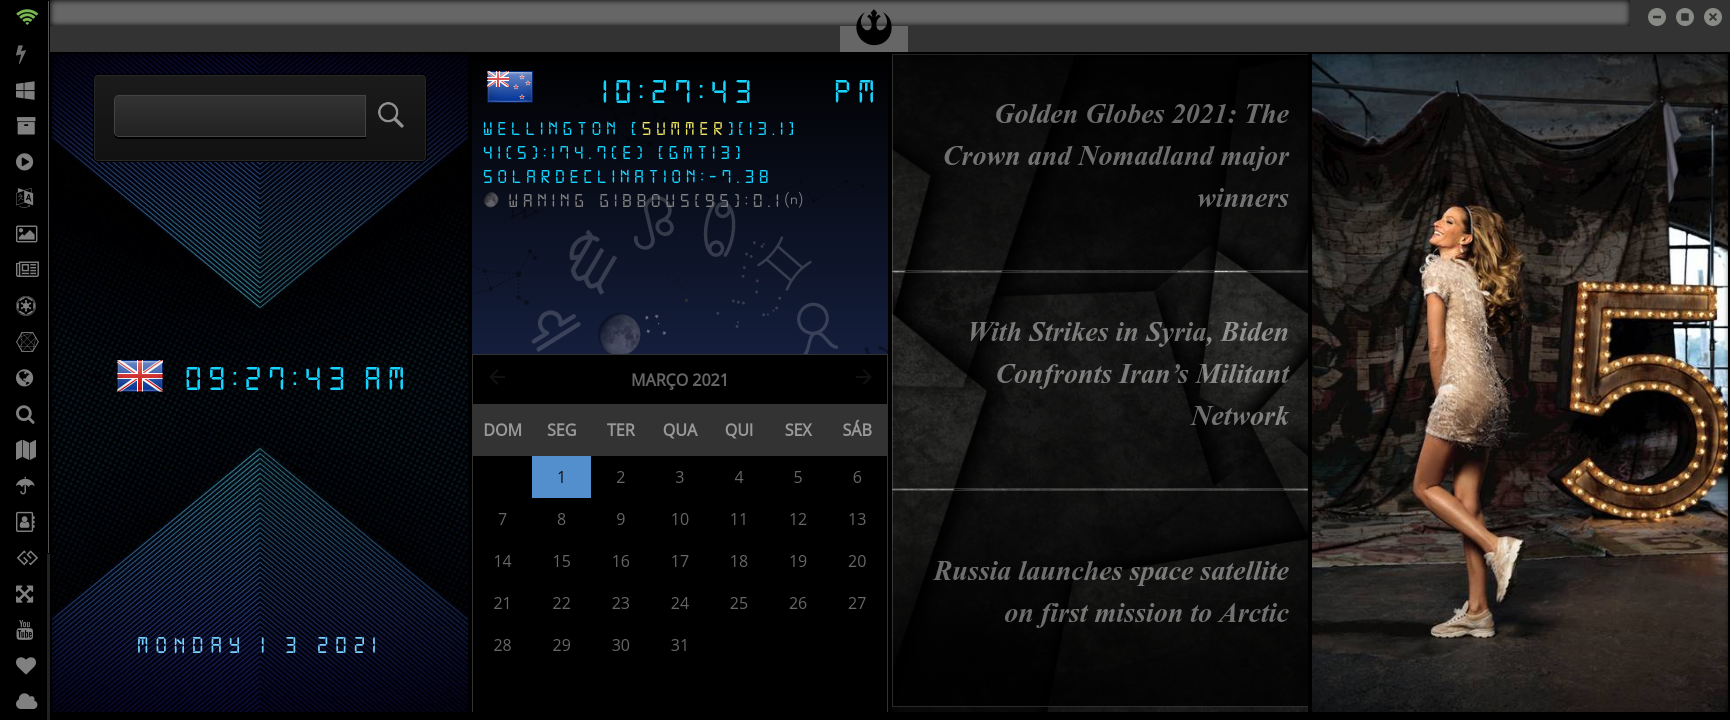 09:27:43 AM
MONDAY 1 3 2021
10:27:43 PM
WELLINGTON [SUMMER][13.1]
41(S):174.7(E) [GMT13]
SOLARDECLINATION:-7.38
WANING GIBBOUS[95]:0.1(n)
MARÇO 2021
DOM SEG TER QUA QUI SEX SÁB
1 2 3 4 5 6
7 8 9 10 11 12 13
14 15 16 17 18 19 20
21 22 23 24 25 26 27
28 29 30 31
Golden Globes 2021: The
Crown and Nomadland major
winners
With Strikes in Syria, Biden
Confronts Iran’s Militant
Network
Russia launches space satellite
on first mission to Arctic
5
You
Tube